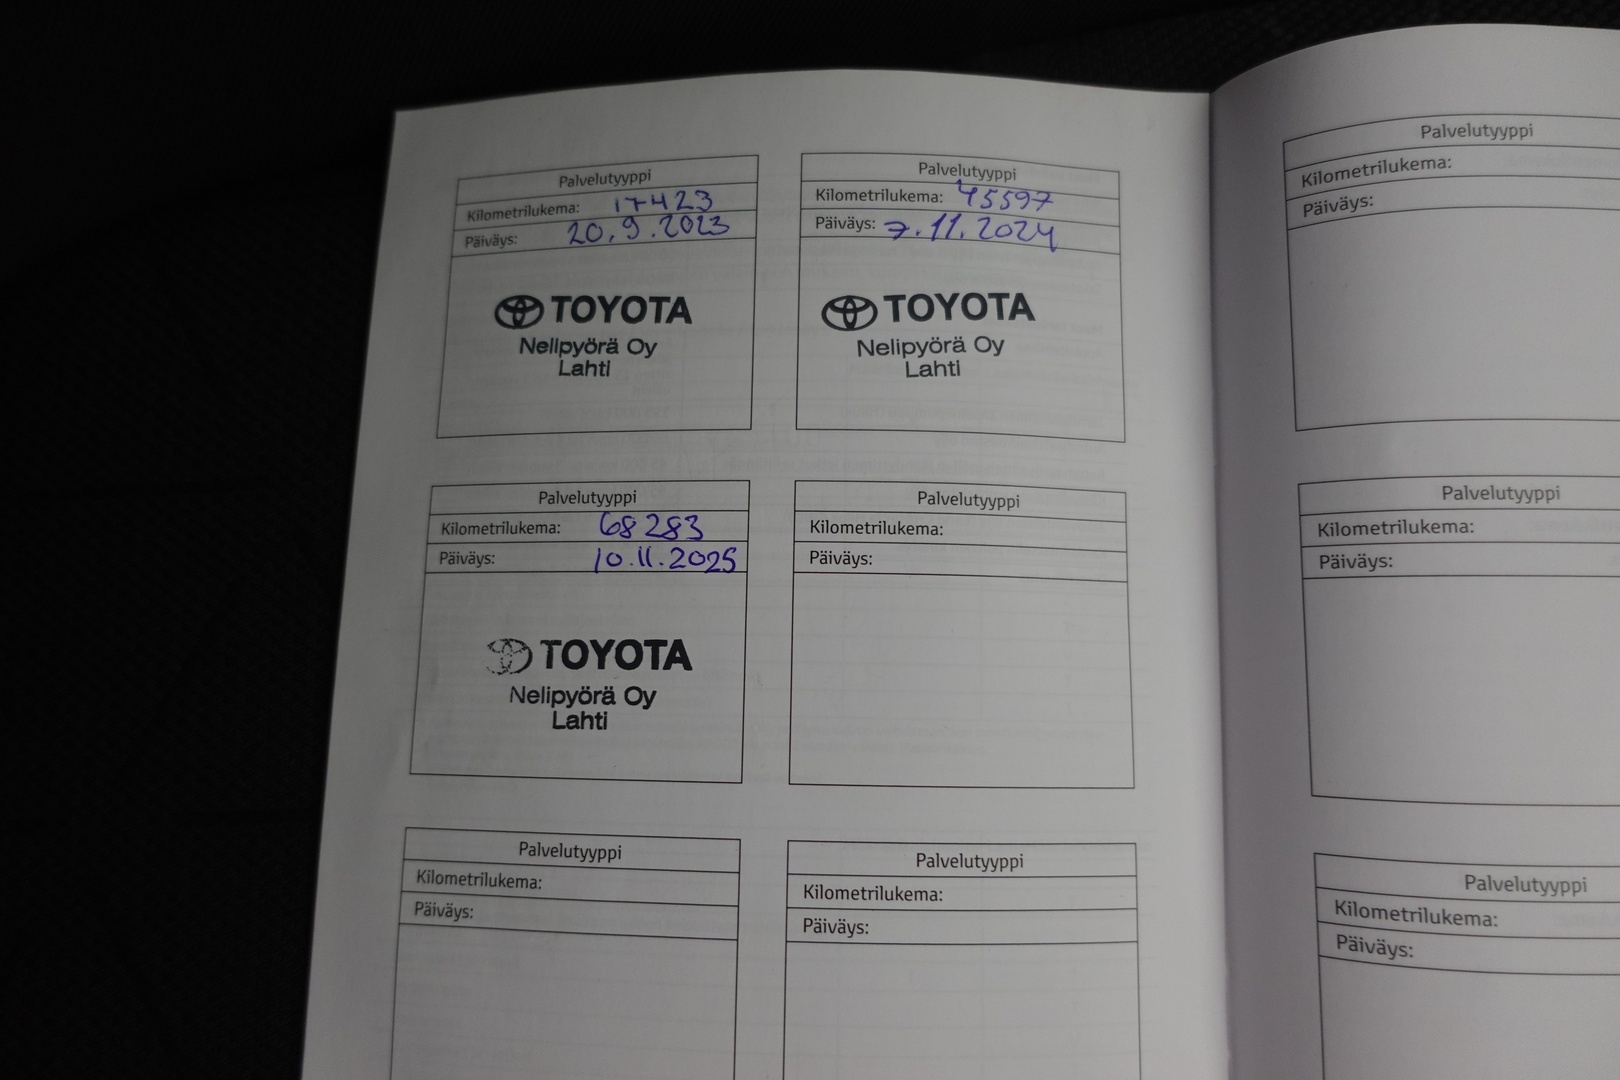 Palvelutyyppi
Kilometrilukema: 17423
Päiväys: 20.9.2023
TOYOTA
Nelipyörä Oy
Lahti
Palvelutyyppi
Kilometrilukema: 45597
Päiväys: 7.11.2024
TOYOTA
Nelipyörä Oy
Lahti
Palvelutyyppi
Kilometrilukema: 68283
Päiväys: 10.11.2025
TOYOTA
Nelipyörä Oy
Lahti
Palvelutyyppi
Kilometrilukema:
Päiväys:
Palvelutyyppi
Kilometrilukema:
Päiväys:
Palvelutyyppi
Kilometrilukema:
Päiväys:
Palvelutyyppi
Kilometrilukema:
Päiväys:
Palvelutyyppi
Kilometrilukema:
Päiväys:
Palvelutyyppi
Kilometrilukema:
Päiväys: